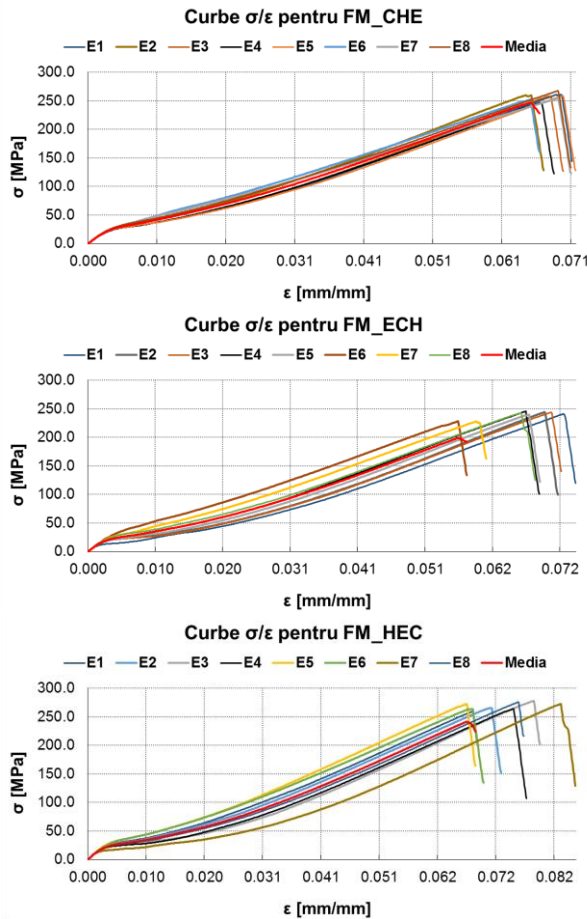 Curbe σ/ε pentru FM_CHE
E1 E2 E3 E4 E5 E6 E7 E8 Media
300.0
250.0
200.0
150.0
100.0
50.0
0.0
σ [MPa]
0.000 0.010 0.020 0.031 0.041 0.051 0.061 0.071
ε [mm/mm]
Curbe σ/ε pentru FM_ECH
E1 E2 E3 E4 E5 E6 E7 E8 Media
300.0
250.0
200.0
150.0
100.0
50.0
0.0
σ [MPa]
0.000 0.010 0.020 0.031 0.041 0.051 0.062 0.072
ε [mm/mm]
Curbe σ/ε pentru FM_HEC
E1 E2 E3 E4 E5 E6 E7 E8 Media
300.0
250.0
200.0
150.0
100.0
50.0
0.0
σ [MPa]
0.000 0.010 0.020 0.031 0.041 0.051 0.062 0.072 0.082
ε [mm/mm]